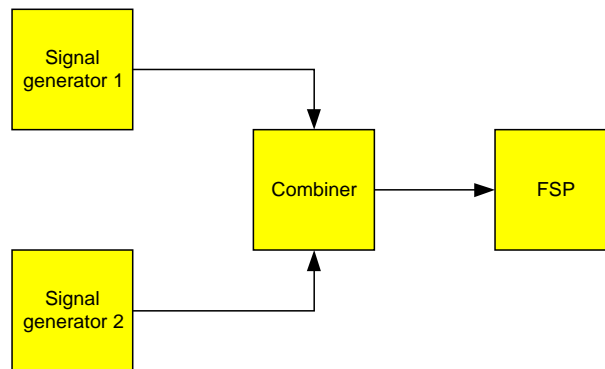 Signal
generator 1
Combiner
FSP
Signal
generator 2